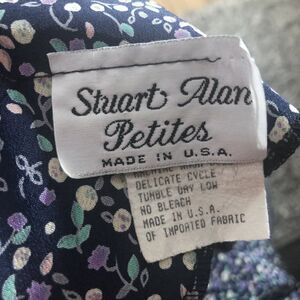 Stuart Alan
Petites
MADE IN U.S.A.
DELICATE CYCLE
TUMBLE DRY LOW
NO BLEACH
MADE IN U.S.A.
OF IMPORTED FABRIC